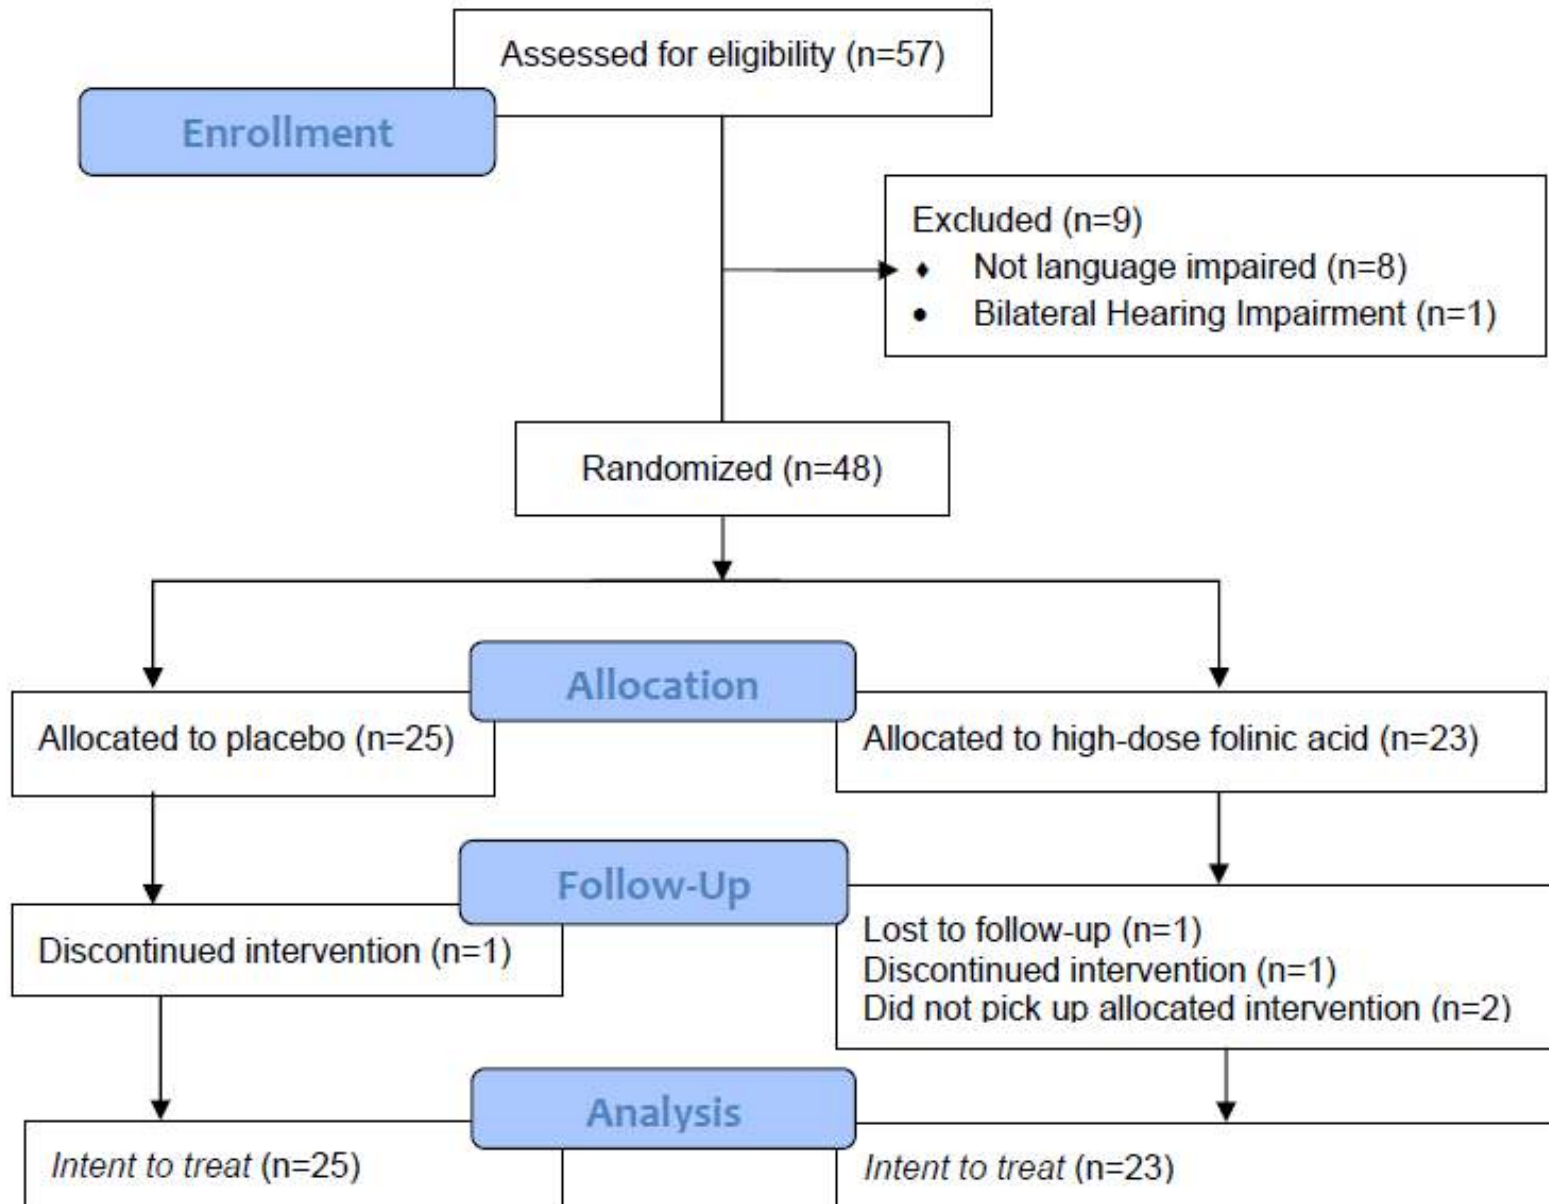 Assessed for eligibility (n=57)
Enrollment
Excluded (n=9)
♦ Not language impaired (n=8)
● Bilateral Hearing Impairment (n=1)
Randomized (n=48)
Allocation
Allocated to placebo (n=25)
Allocated to high-dose folinic acid (n=23)
Follow-Up
Discontinued intervention (n=1)
Lost to follow-up (n=1)
Discontinued intervention (n=1)
Did not pick up allocated intervention (n=2)
Analysis
Intent to treat (n=25)
Intent to treat (n=23)